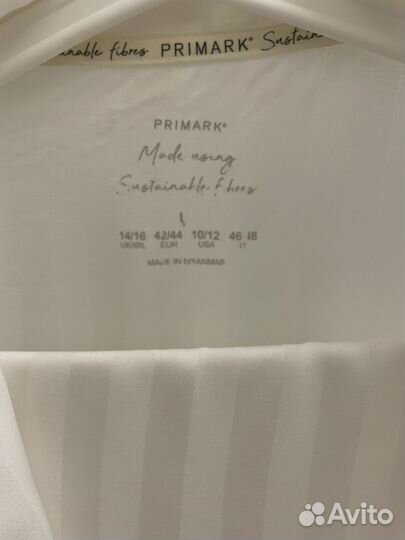 nable fibres PRIMARK® Sustain
PRIMARK®
Made using
Sustainable fibres
L
14/16 42/44 10/12 46 48
UK/IRL EUR USA IT
MADE IN MYANMAR
Avito